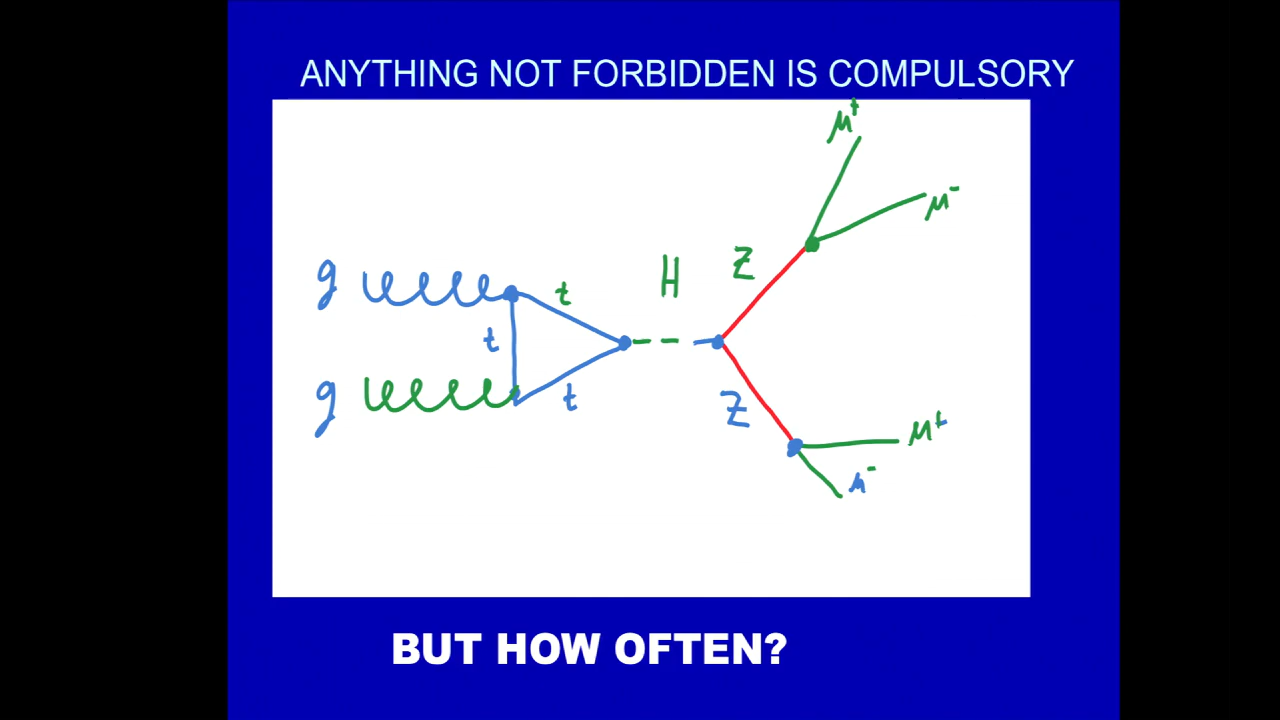 ANYTHING NOT FORBIDDEN IS COMPULSORY
μ⁺
μ⁻
g
t
H
Z
t
g
t
Z
μ⁺
μ⁻
BUT HOW OFTEN?